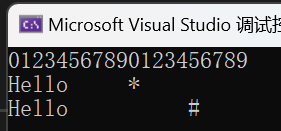 Microsoft Visual Studio 调试
01234567890123456789
Hello      *
Hello            #